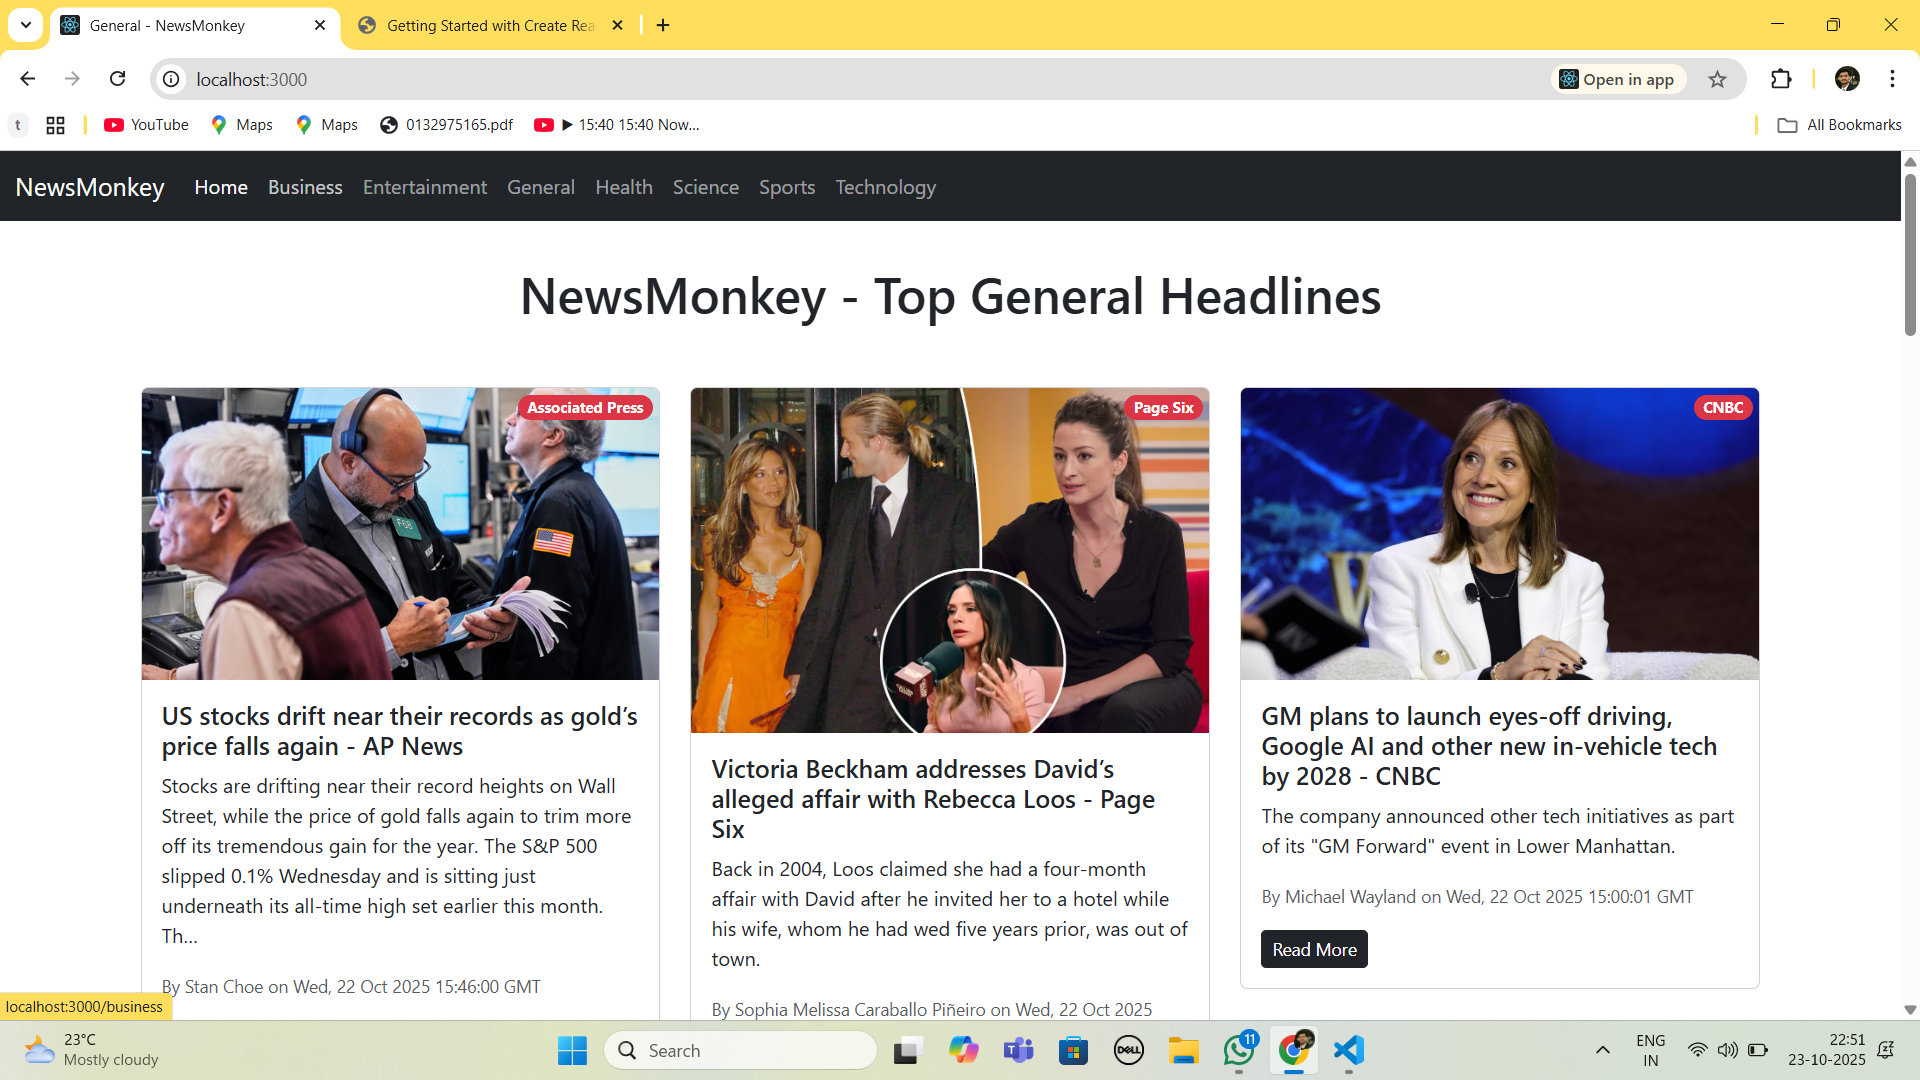 General - NewsMonkey
Getting Started with Create Rea
localhost:3000
Open in app
t
YouTube
Maps
Maps
0132975165.pdf
▶ 15:40 15:40 Now...
All Bookmarks
NewsMonkey Home Business Entertainment General Health Science Sports Technology
NewsMonkey - Top General Headlines
Associated Press
F68
US stocks drift near their records as gold’s
price falls again - AP News
Stocks are drifting near their record heights on Wall
Street, while the price of gold falls again to trim more
off its tremendous gain for the year. The S&P 500
slipped 0.1% Wednesday and is sitting just
underneath its all-time high set earlier this month.
Th...
By Stan Choe on Wed, 22 Oct 2025 15:46:00 GMT
Page Six
Victoria Beckham addresses David’s
alleged affair with Rebecca Loos - Page
Six
Back in 2004, Loos claimed she had a four-month
affair with David after he invited her to a hotel while
his wife, whom he had wed five years prior, was out of
town.
By Sophia Melissa Caraballo Piñeiro on Wed, 22 Oct 2025
CNBC
GM plans to launch eyes-off driving,
Google AI and other new in-vehicle tech
by 2028 - CNBC
The company announced other tech initiatives as part
of its "GM Forward" event in Lower Manhattan.
By Michael Wayland on Wed, 22 Oct 2025 15:00:01 GMT
Read More
localhost:3000/business
23°C
Mostly cloudy
Search
DELL
11
ENG
IN
22:51
23-10-2025